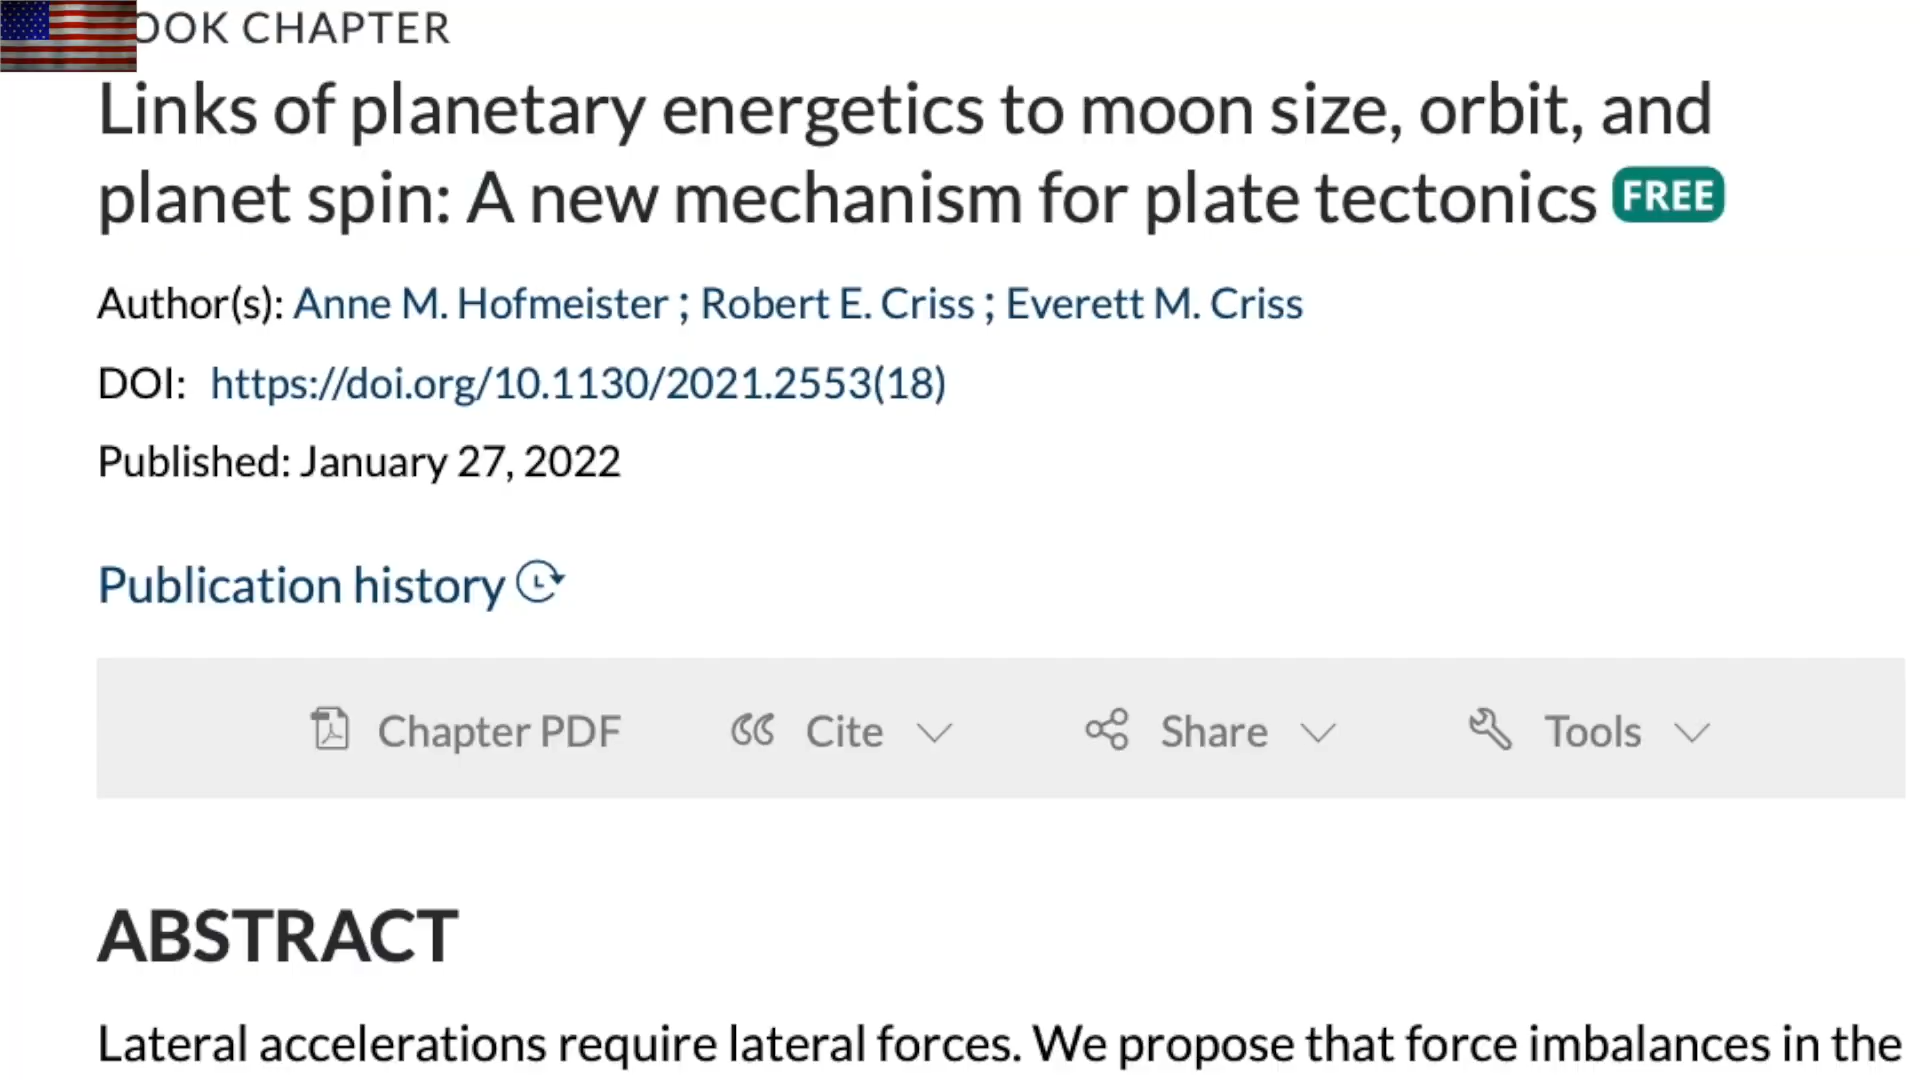 OOK CHAPTER
Links of planetary energetics to moon size, orbit, and
planet spin: A new mechanism for plate tectonics FREE
Author(s): Anne M. Hofmeister ; Robert E. Criss ; Everett M. Criss
DOI: https://doi.org/10.1130/2021.2553(18)
Published: January 27, 2022
Publication history
Chapter PDF Cite Share Tools
ABSTRACT
Lateral accelerations require lateral forces. We propose that force imbalances in the